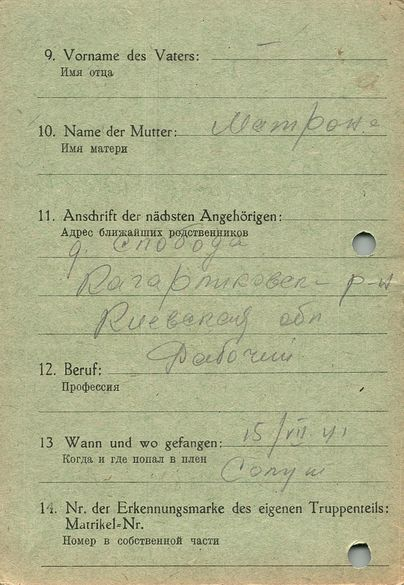 9. Vorname des Vaters: —
Имя отца
10. Name der Mutter: Матрона
Имя матери
11. Anschrift der nächsten Angehörigen:
Адрес ближайших родственников
д. Слобода
Кагарликовск- р-н
Киевская обл
12. Beruf: Рабочий
Профессия
13 Wann und wo gefangen: 15/VII.41
Когда и где попал в плен
14. Nr. der Erkennungsmarke des eigenen Truppenteils:
Matrikel-Nr.
Номер в собственной части